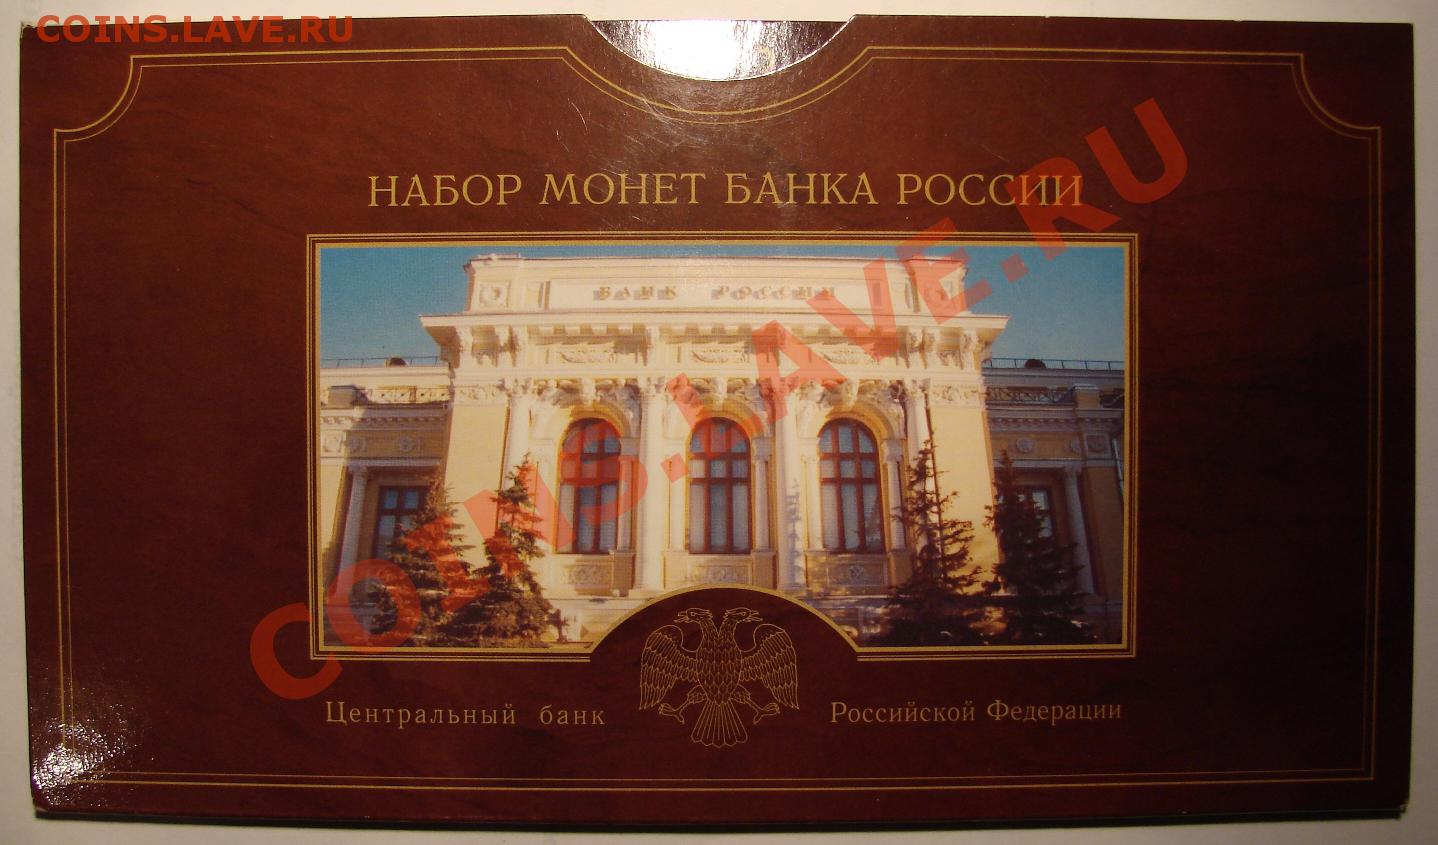 COINS.LAVE.RU
НАБОР МОНЕТ БАНКА РОССИИ
БАНК РОССИИ
COINS.LAVE.RU
Центральный банк Российской Федерации